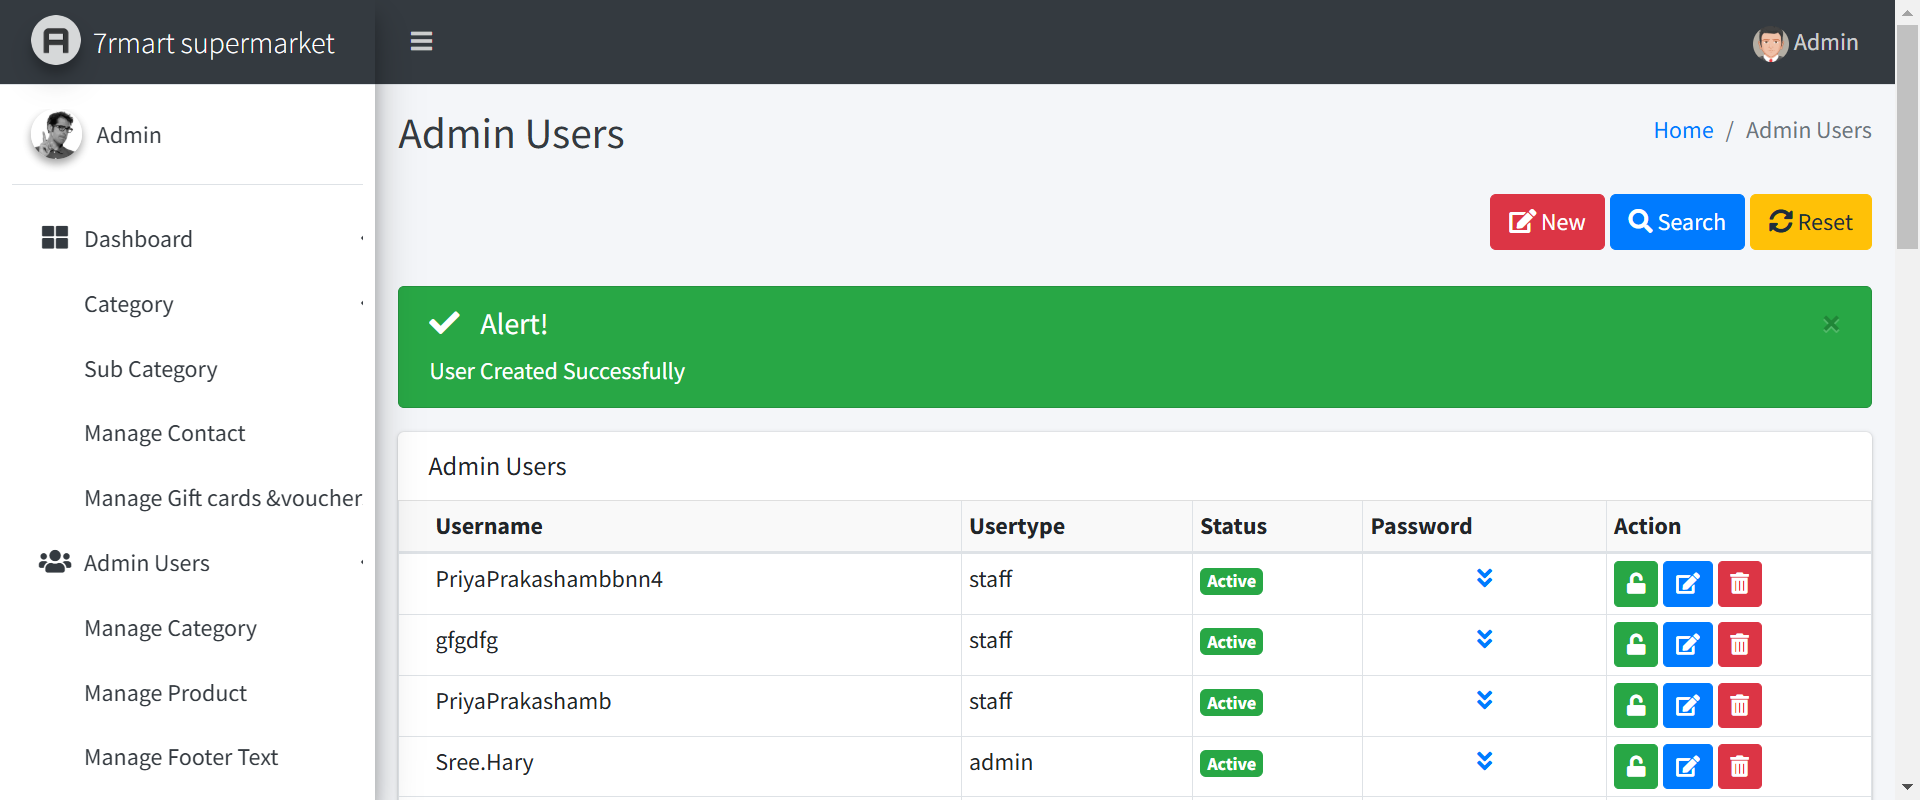 7rmart supermarket
Admin
Admin
Admin Users
Home / Admin Users
New Search Reset
Dashboard
Category
Sub Category
Manage Contact
Manage Gift cards &voucher
Admin Users
Manage Category
Manage Product
Manage Footer Text
Alert!
×
User Created Successfully
Admin Users
Username Usertype Status Password Action
PriyaPrakashambbnn4 staff Active
gfgdfg staff Active
PriyaPrakashamb staff Active
Sree.Hary admin Active